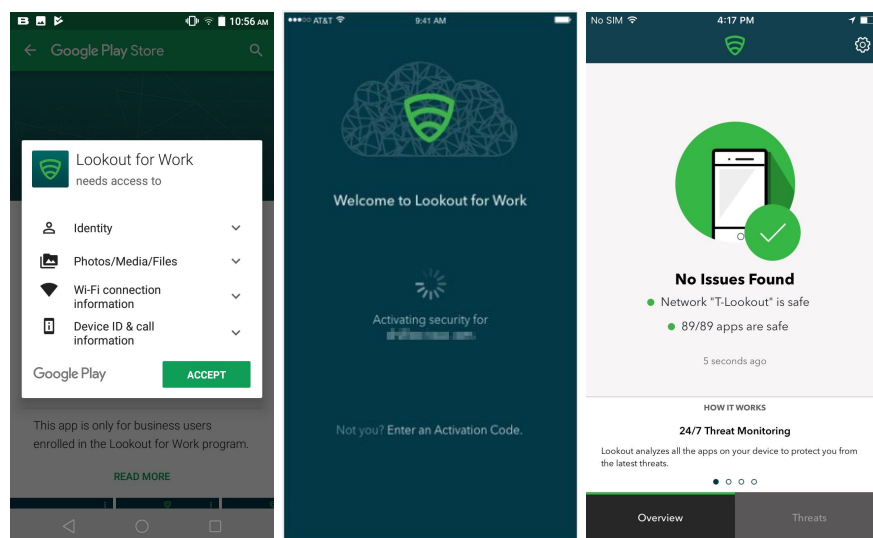 10:56 AM
Google Play Store
Lookout for Work
needs access to
Identity
Photos/Media/Files
Wi-Fi connection
information
Device ID & call
information
Google Play
ACCEPT
This app is only for business users
enrolled in the Lookout for Work program.
READ MORE
AT&T
9:41 AM
Welcome to Lookout for Work
Activating security for
Not you? Enter an Activation Code.
No SIM
4:17 PM
No Issues Found
Network "T-Lookout" is safe
89/89 apps are safe
5 seconds ago
HOW IT WORKS
24/7 Threat Monitoring
Lookout analyzes all the apps on your device to protect you from
the latest threats.
Overview
Threats